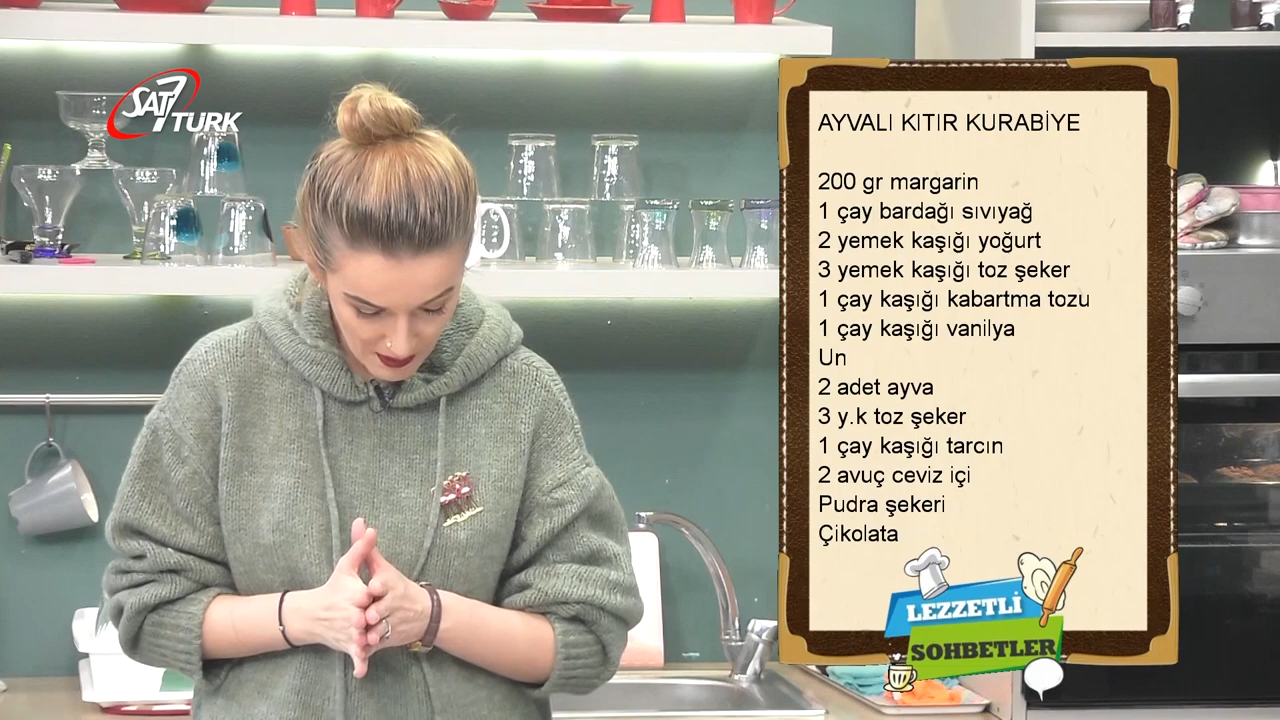 SAT7
TURK
AYVALI KITIR KURABİYE
200 gr margarin
1 çay bardağı sıvıyağ
2 yemek kaşığı yoğurt
3 yemek kaşığı toz şeker
1 çay kaşığı kabartma tozu
1 çay kaşığı vanilya
Un
2 adet ayva
3 y.k toz şeker
1 çay kaşığı tarcın
2 avuç ceviz içi
Pudra şekeri
Çikolata
LEZZETLİ
SOHBETLER